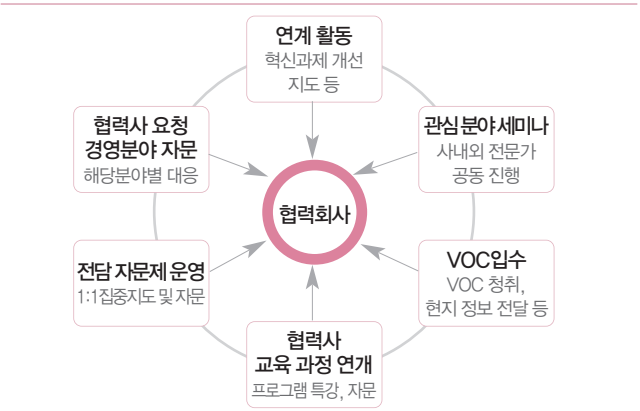 연계 활동
혁신과제 개선
지도 등
협력사 요청
경영분야 자문
해당분야별 대응
관심 분야 세미나
사내외 전문가
공동 진행
협력회사
전담 자문제 운영
1:1집중지도 및 자문
VOC입수
VOC 청취,
현지 정보 전달 등
협력사
교육 과정 연개
프로그램 특강, 자문